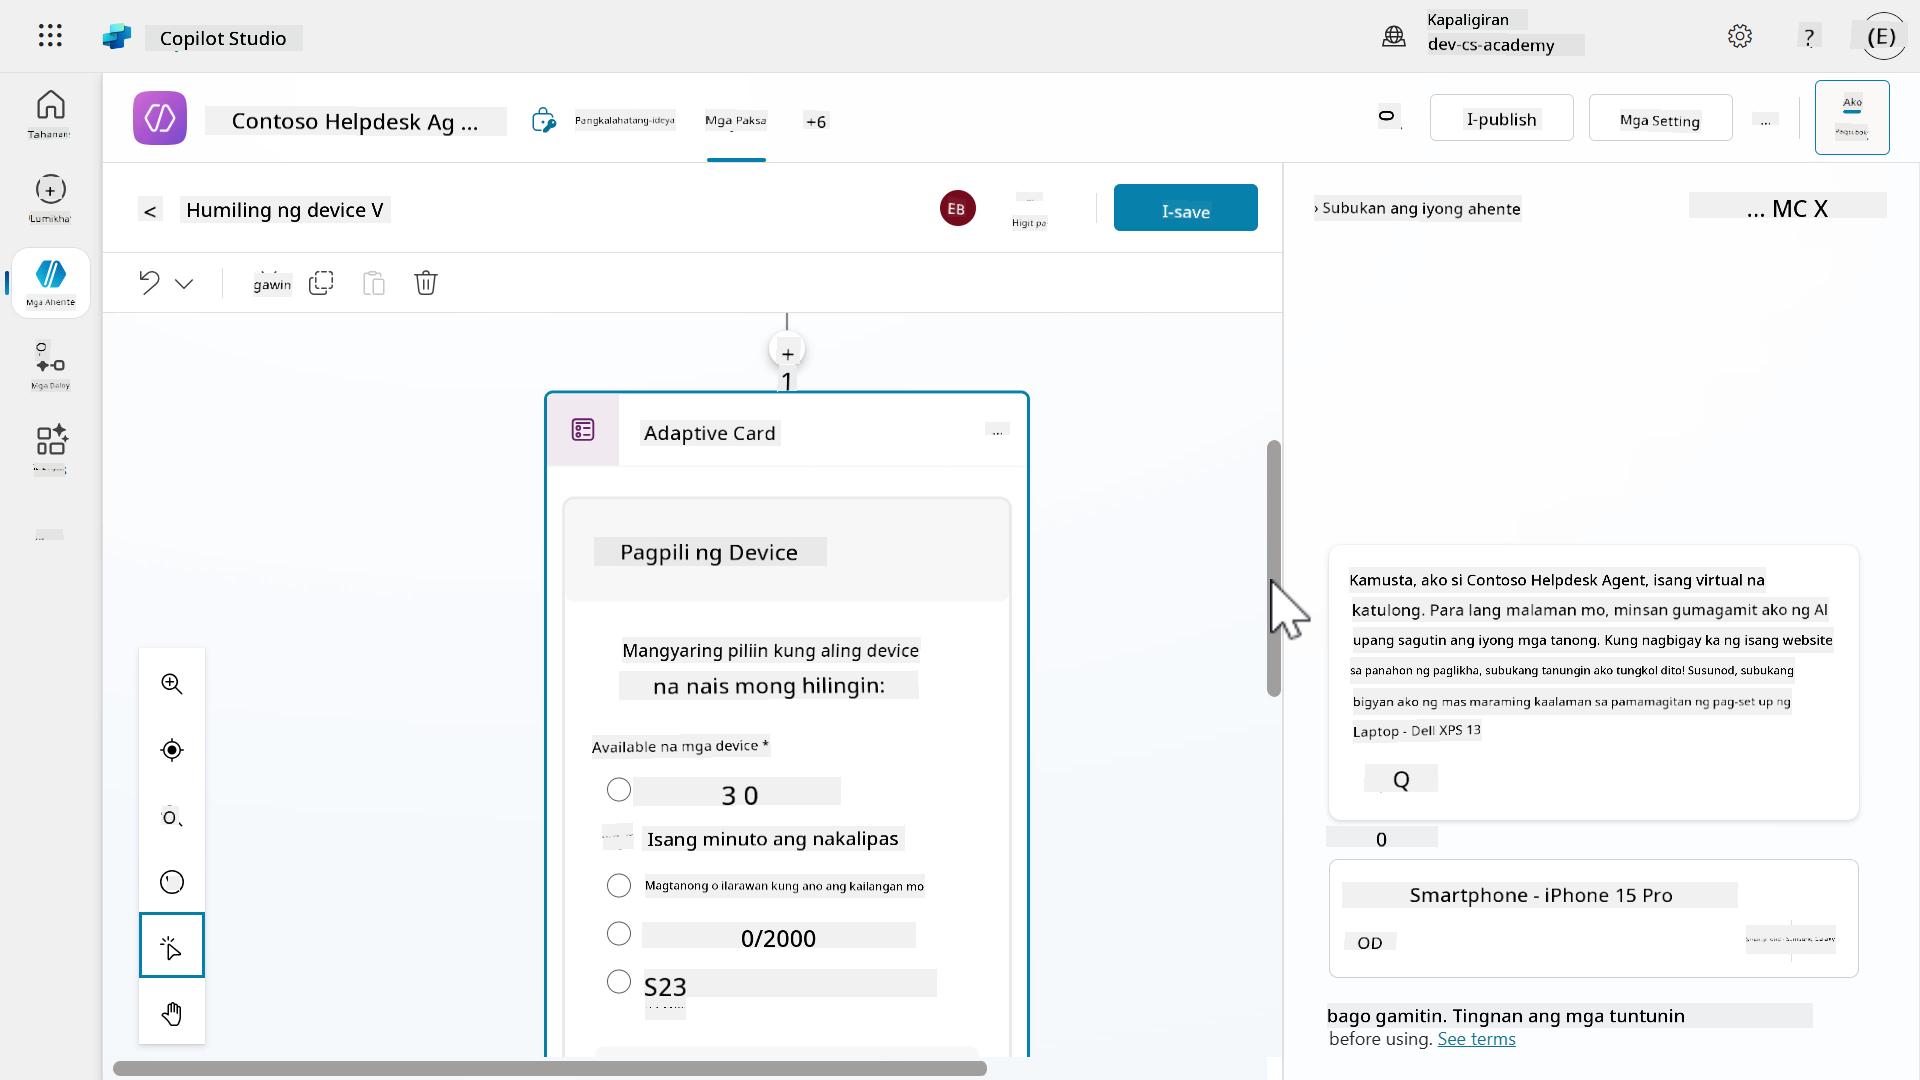 Copilot Studio
Kapaligiran
dev-cs-academy
?
(E)
Tahanan
Lumikha
Mga Ahente
Mga Daloy
Contoso Helpdesk Ag ...
Pangkalahatang-ideya
Mga Paksa
+6
I-publish
Mga Setting
...
Ako
< Humiling ng device V
EB
Higit pa
I-save
gawin
+
1
Adaptive Card
...
Pagpili ng Device
Mangyaring piliin kung aling device
na nais mong hilingin:
Available na mga device *
3 0
Isang minuto ang nakalipas
Magtanong o ilarawan kung ano ang kailangan mo
0/2000
S23
› Subukan ang iyong ahente
... MC X
Kamusta, ako si Contoso Helpdesk Agent, isang virtual na
katulong. Para lang malaman mo, minsan gumagamit ako ng AI
upang sagutin ang iyong mga tanong. Kung nagbigay ka ng isang website
sa panahon ng paglikha, subukang tanungin ako tungkol dito! Susunod, subukang
bigyan ako ng mas maraming kaalaman sa pamamagitan ng pag-set up ng
Laptop - Dell XPS 13
Q
0
Smartphone - iPhone 15 Pro
OD
Smartphone - Samsung Galaxy
bago gamitin. Tingnan ang mga tuntunin
before using. See terms